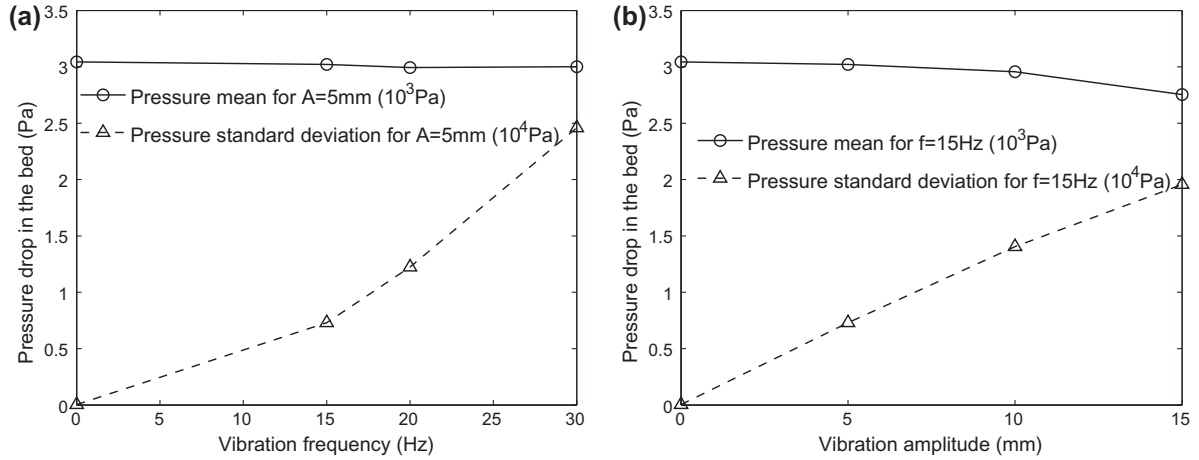 (a)
3.5
3
2.5
2
1.5
1
0.5
0
Pressure drop in the bed (Pa)
Pressure mean for A=5mm (10³Pa)
Pressure standard deviation for A=5mm (10⁴Pa)
0 5 10 15 20 25 30
Vibration frequency (Hz)
(b)
3.5
3
2.5
2
1.5
1
0.5
0
Pressure drop in the bed (Pa)
Pressure mean for f=15Hz (10³Pa)
Pressure standard deviation for f=15Hz (10⁴Pa)
0 5 10 15
Vibration amplitude (mm)